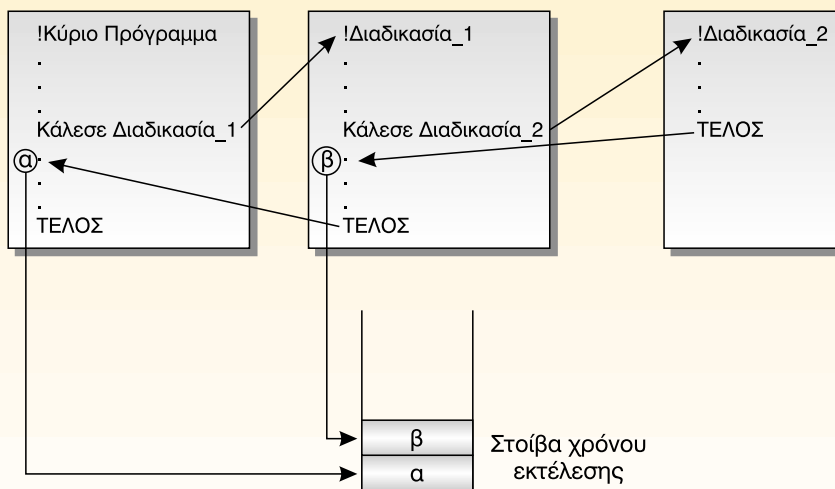 !Κύριο Πρόγραμμα
.
.
.
Κάλεσε Διαδικασία_1
α .
.
.
ΤΕΛΟΣ
!Διαδικασία_1
.
.
.
Κάλεσε Διαδικασία_2
β .
.
.
ΤΕΛΟΣ
!Διαδικασία_2
.
.
.
ΤΕΛΟΣ
β
α
Στοίβα χρόνου
εκτέλεσης